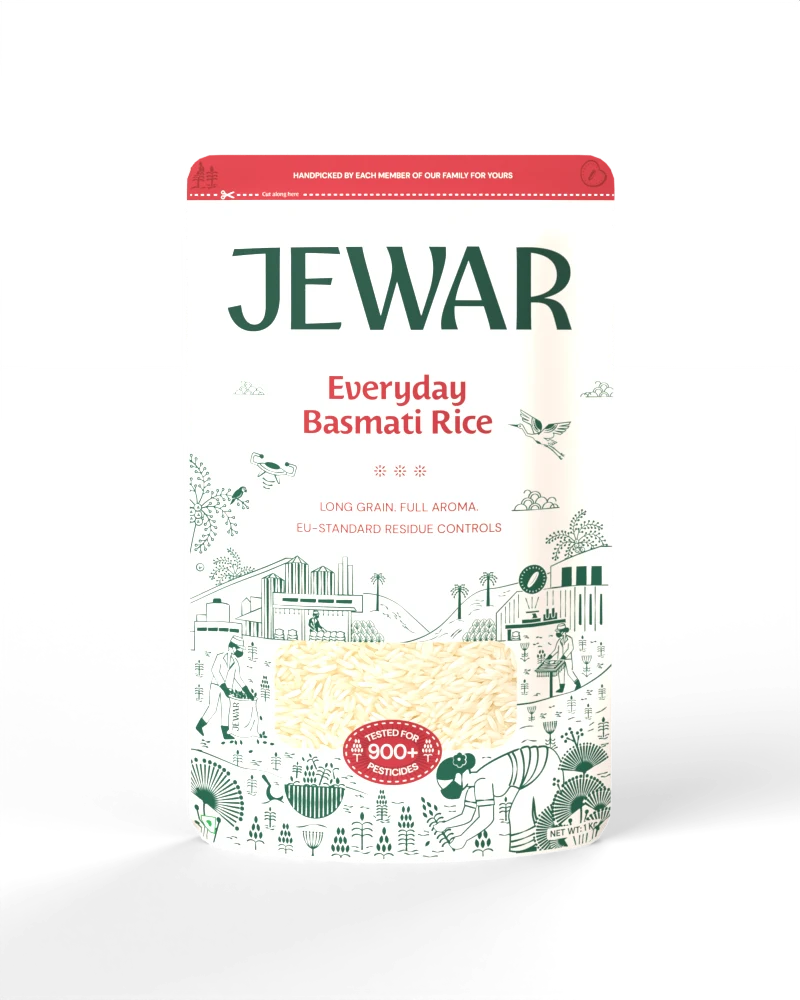 HANDPICKED BY EACH MEMBER OF OUR FAMILY FOR YOURS
Cut along here
JEWAR
Everyday
Basmati Rice
LONG GRAIN. FULL AROMA.
EU-STANDARD RESIDUE CONTROLS
JEWAR
TESTED FOR
900+
PESTICIDES
NET WT: 1